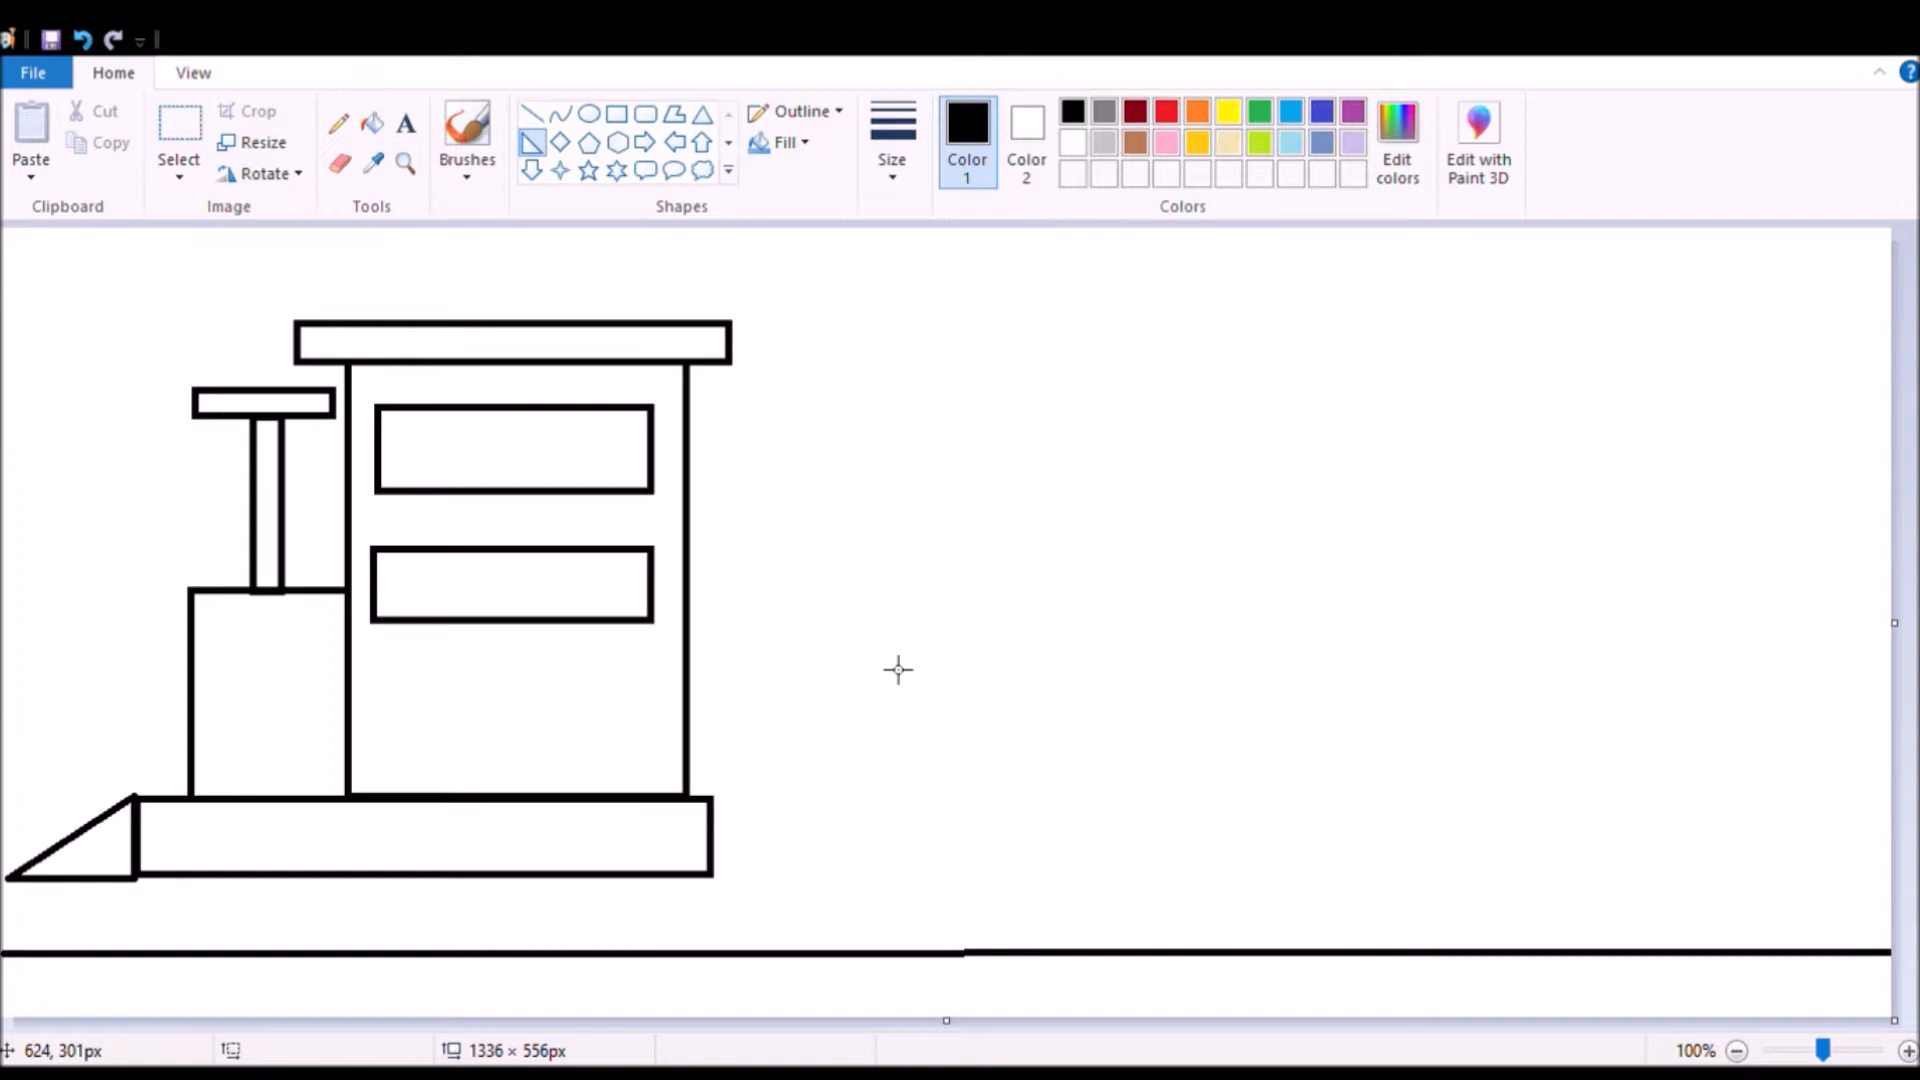 File Home View
Paste
Cut
Copy
Clipboard
Select
Crop
Resize
Rotate
Image
A
Tools
Brushes
Shapes
Outline
Fill
Size
Color
1
Color
2
Edit
colors
Colors
Edit with
Paint 3D
?
624, 301px
1336 × 556px
100%